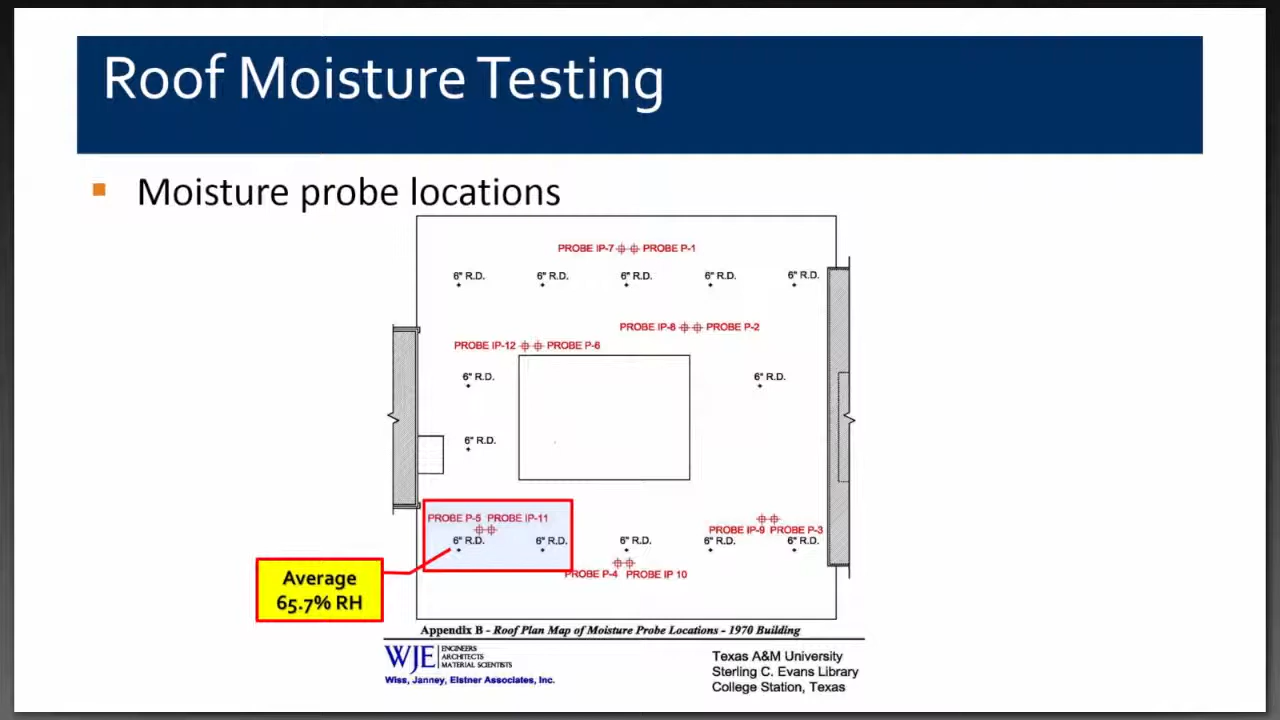 Roof Moisture Testing
Moisture probe locations
PROBE IP-7 PROBE P-1
6" R.D. 6" R.D. 6" R.D. 6" R.D. 6" R.D.
PROBE IP-8 PROBE P-2
PROBE IP-12 PROBE P-6
6" R.D. 6" R.D.
6" R.D.
PROBE P-5 PROBE IP-11
PROBE IP-9 PROBE P-3
6" R.D. 6" R.D. 6" R.D. 6" R.D. 6" R.D.
PROBE P-4 PROBE IP 10
Average
65.7% RH
Appendix B - Roof Plan Map of Moisture Probe Locations - 1970 Building
WJE
ENGINEERS
ARCHITECTS
MATERIAL SCIENTISTS
Wiss, Janney, Elstner Associates, Inc.
Texas A&M University
Sterling C. Evans Library
College Station, Texas